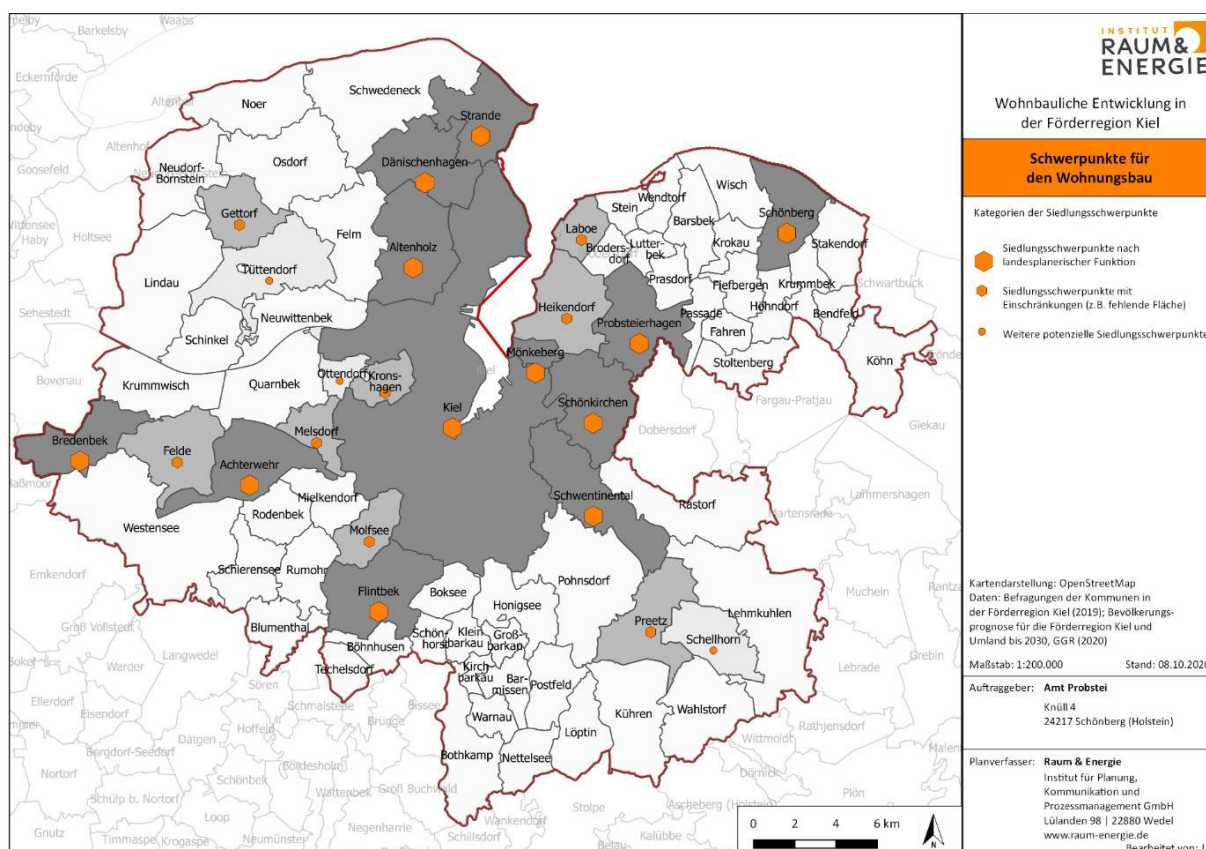 Waabs
Barkelsby
Eckernförde
Altenhof
Goosefeld
Haby
Holtsee
Sehestedt
Bovenau
Emkendorf
Groß Vollstedt
Warder
Langwedel
Sören
Ellerdorf
Eisendorf
Dätgen
Hoffeld
Schmalstede
Bissee
Brügge
Borgdorf-Seedorf
Nortorf
Schönbek
Bordesholm
Wattenbek
Groß Buchwald
Schülp b. Nortorf
Loop
Negenharrie
Gnutz
Timmaspe
Krogaspe
Neumünster
Schillsdorf
Wankendorf
Stolpe
Belau
Kalübbe
Ascheberg (Holstein)
Dörnick
Plön
Wittmoldt
Rathjensdorf
Lebrade
Grebin
Mucheln
Lammershagen
Martensrade
Giekau
Fargau-Pratjau
Dobersdorf
Schwartbuck
Noer
Schwedeneck
Strande
Dänischenhagen
Neudorf-
Bornstein
Osdorf
Gettorf
Felm
Altenholz
Lindau
Tüttendorf
Neuwittenbek
Schinkel
Krummwisch
Quarnbek
Ottendorf
Krons-
hagen
Kiel
Bredenbek
Felde
Melsdorf
Achterwehr
Westensee
Mielkendorf
Rodenbek
Molfsee
Schierensee
Rumohr
Flintbek
Blumenthal
Böhnhusen
Techelsdorf
Boksee
Schön-
horst
Klein
barkau
Honigsee
Groß-
barkau
Kirch
barkau
Bar-
missen
Postfeld
Warnau
Bothkamp
Nettelsee
Löptin
Kühren
Wahlstorf
Pohnsdorf
Preetz
Schellhorn
Lehmkuhlen
Rastorf
Schwentinental
Schönkirchen
Mönkeberg
Probsteierhagen
Heikendorf
Laboe
Stein
Wendtorf
Broders-
dorf
Lutter-
bek
Barsbek
Wisch
Krokau
Schönberg
Stakendorf
Prasdorf
Fiefbergen
Krummbek
Passade
Höhndorf
Bendfeld
Fahren
Stoltenberg
Köhn
0 2 4 6 km
N
INSTITUT
RAUM&
ENERGIE
Wohnbauliche Entwicklung in
der Förderregion Kiel
Schwerpunkte für
den Wohnungsbau
Kategorien der Siedlungsschwerpunkte
Siedlungsschwerpunkte nach
landesplanerischer Funktion
Siedlungsschwerpunkte mit
Einschränkungen (z.B. fehlende Fläche)
Weitere potenzielle Siedlungsschwerpunkte
Kartendarstellung: OpenStreetMap
Daten: Befragungen der Kommunen in
der Förderregion Kiel (2019); Bevölkerungs-
prognose für die Förderregion Kiel und
Umland bis 2030, GGR (2020)
Maßstab: 1:200.000 Stand: 08.10.2020
Auftraggeber: Amt Probstei
Knüll 4
24217 Schönberg (Holstein)
Planverfasser: Raum & Energie
Institut für Planung,
Kommunikation und
Prozessmanagement GmbH
Lülanden 98 | 22880 Wedel
www.raum-energie.de
Bearbeitet von: